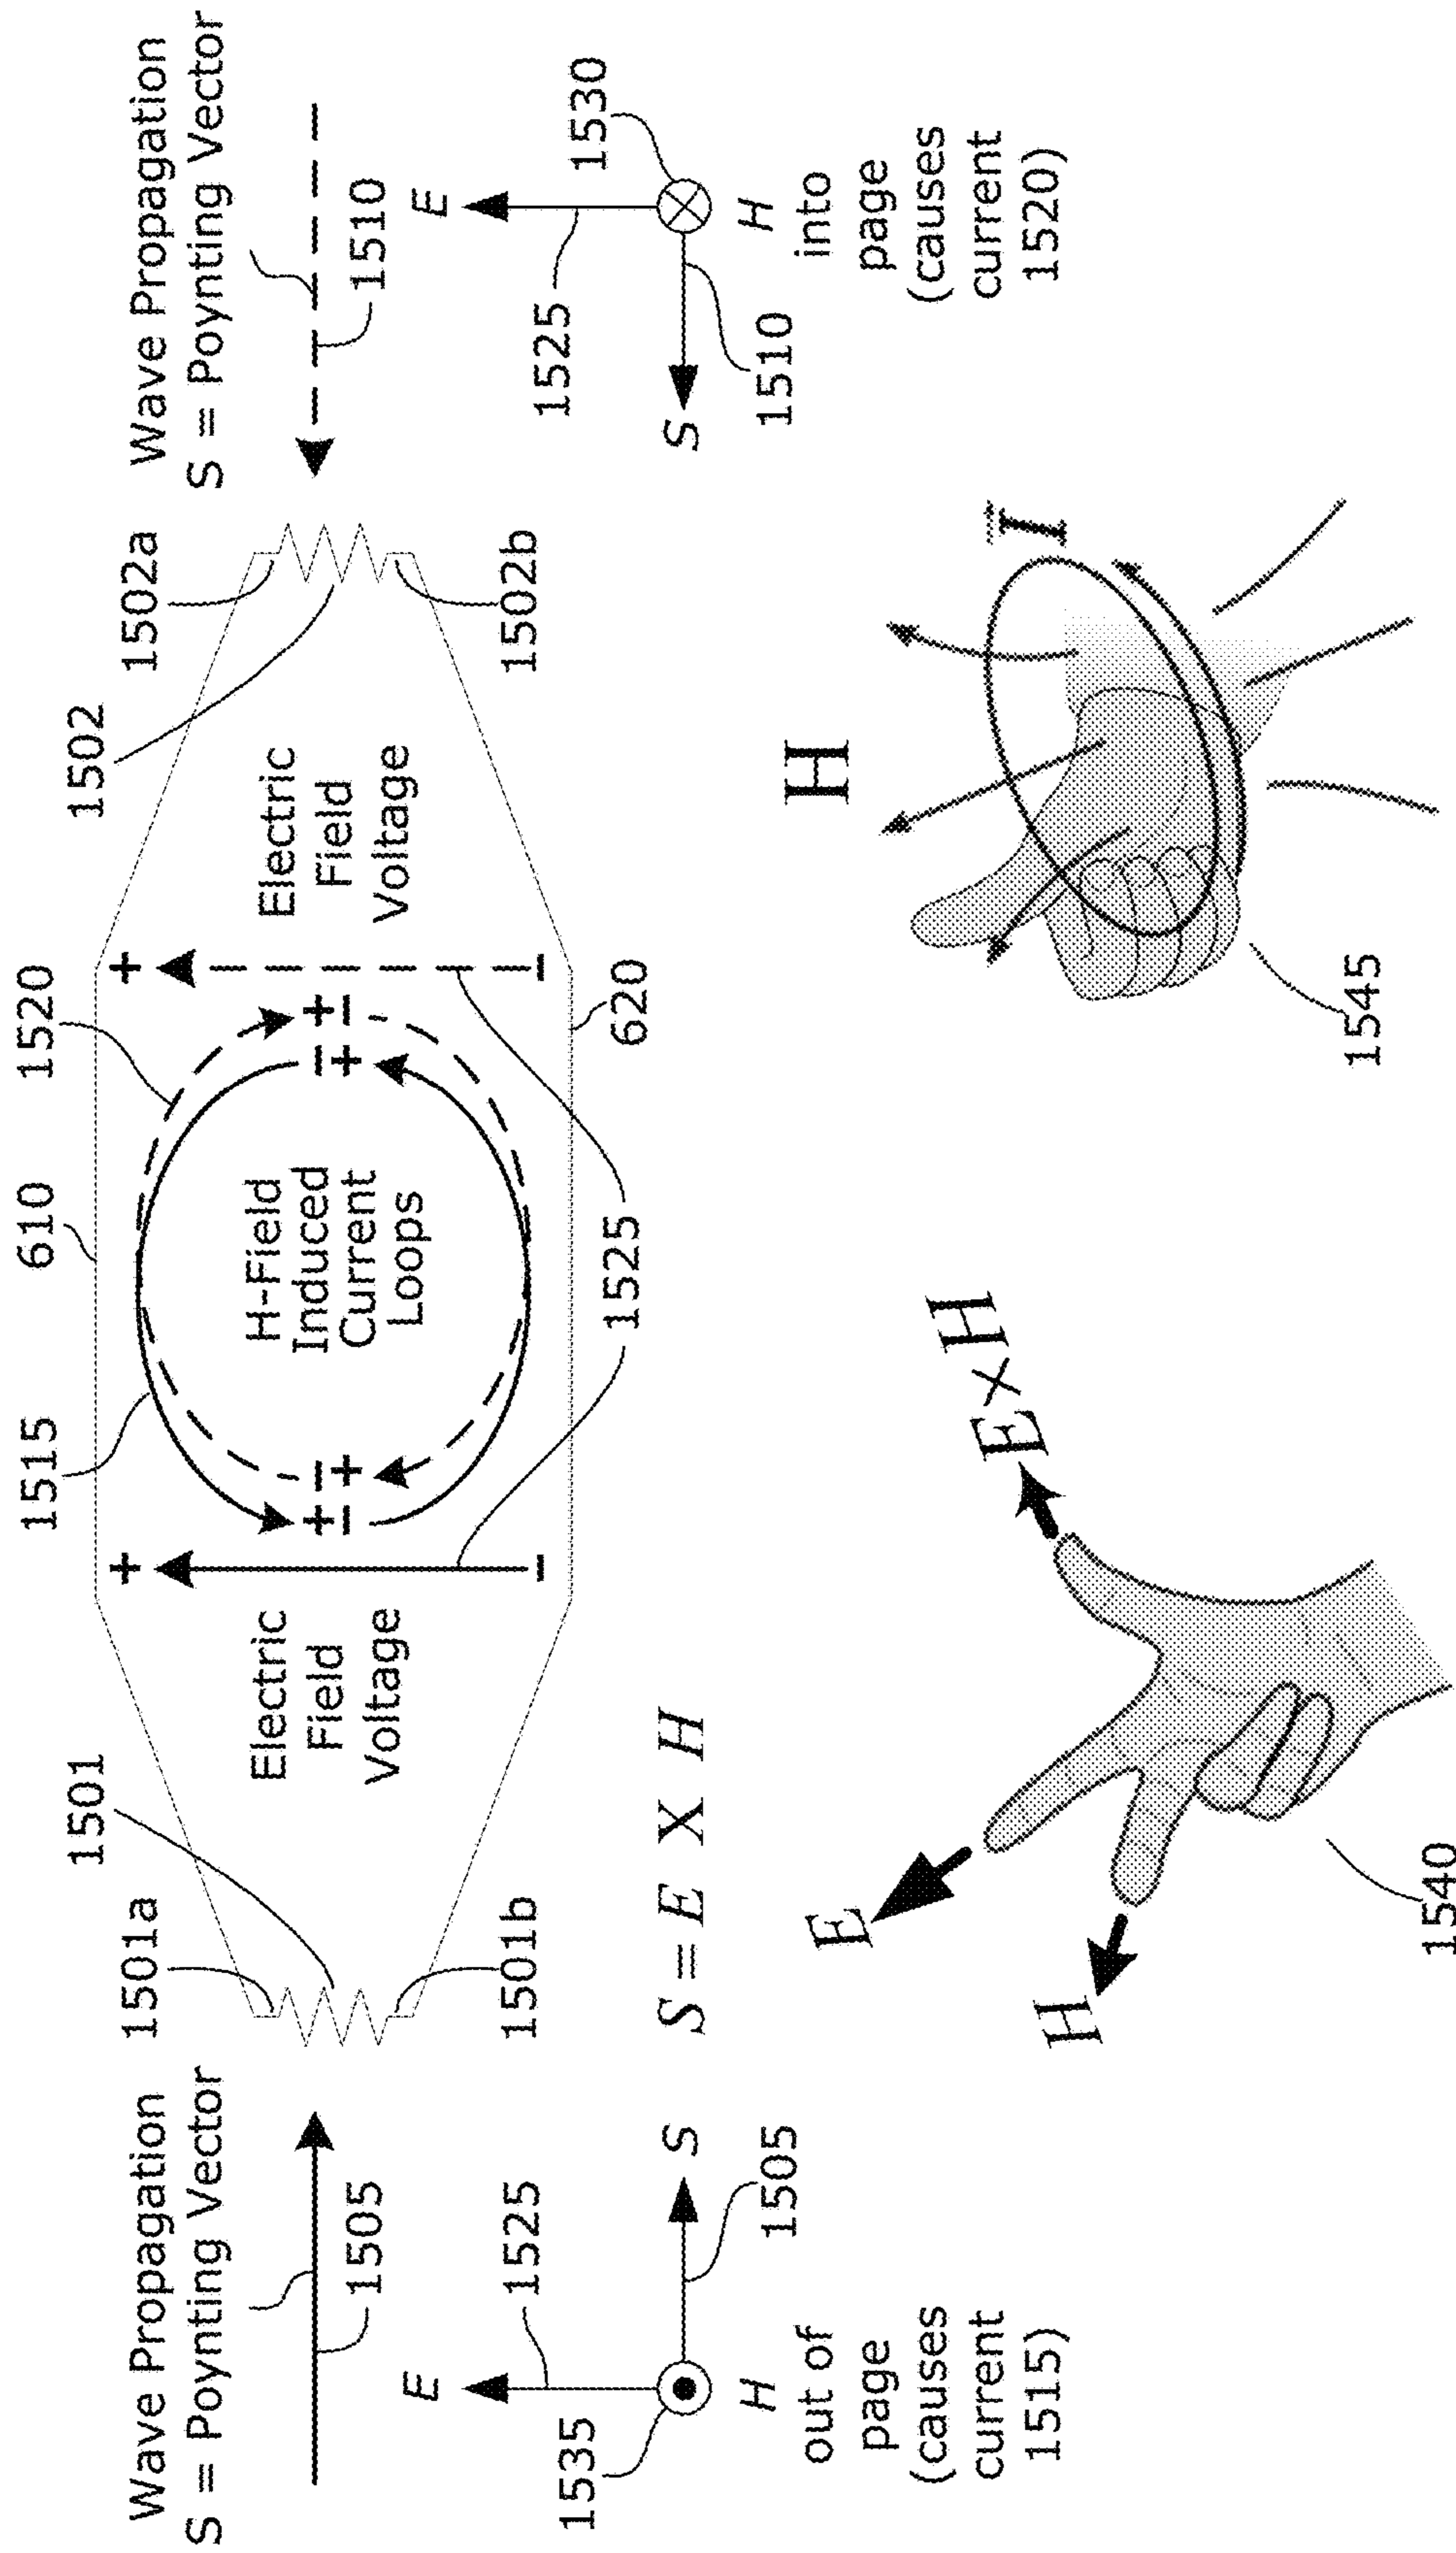 Wave Propagation
S = Poynting Vector
1505
1501a
1501
1501b
1515
610
1520
1502
1502a
1502b
Wave Propagation
S = Poynting Vector
1510
+
Electric
Field
Voltage
-
+
-
-
+
H-Field
Induced
Current
Loops
-
+
+
-
+
Electric
Field
Voltage
-
1525
620
E
1525
1535
S
1505
H
out of
page
(causes
current
1515)
S = E X H
E
1525
1530
S
1510
H
into
page
(causes
current
1520)
E
H
E×H
1540
H
I
1545